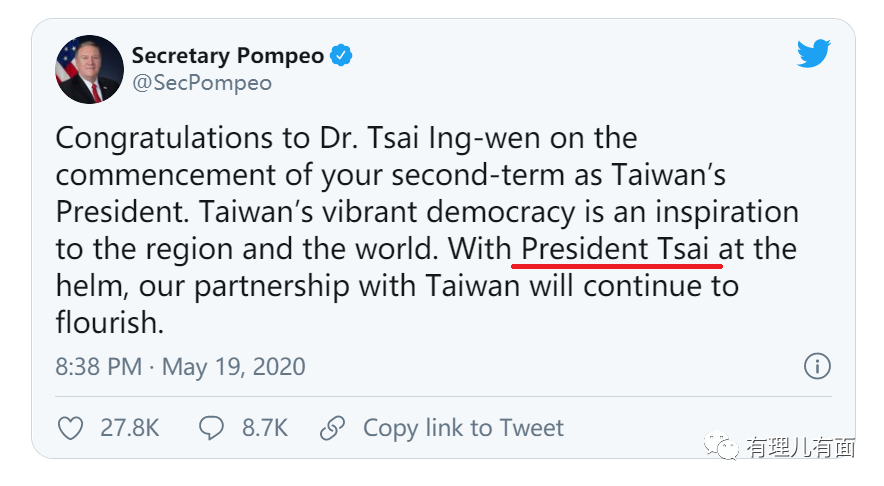 Secretary Pompeo
@SecPompeo
Congratulations to Dr. Tsai Ing-wen on the
commencement of your second-term as Taiwan’s
President. Taiwan’s vibrant democracy is an inspiration
to the region and the world. With President Tsai at the
helm, our partnership with Taiwan will continue to
flourish.
8:38 PM · May 19, 2020
27.8K 8.7K Copy link to Tweet
有理儿有面